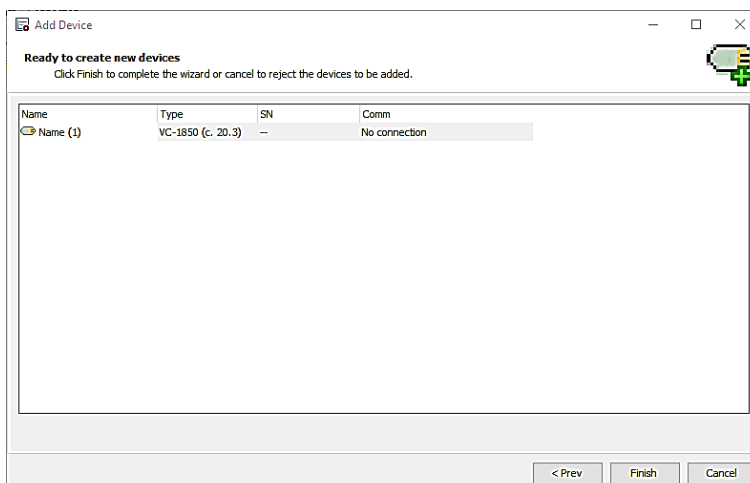 Add Device
Ready to create new devices
Click Finish to complete the wizard or cancel to reject the devices to be added.
Name Type SN Comm
Name (1) VC-1850 (c. 20.3) -- No connection
< Prev Finish Cancel